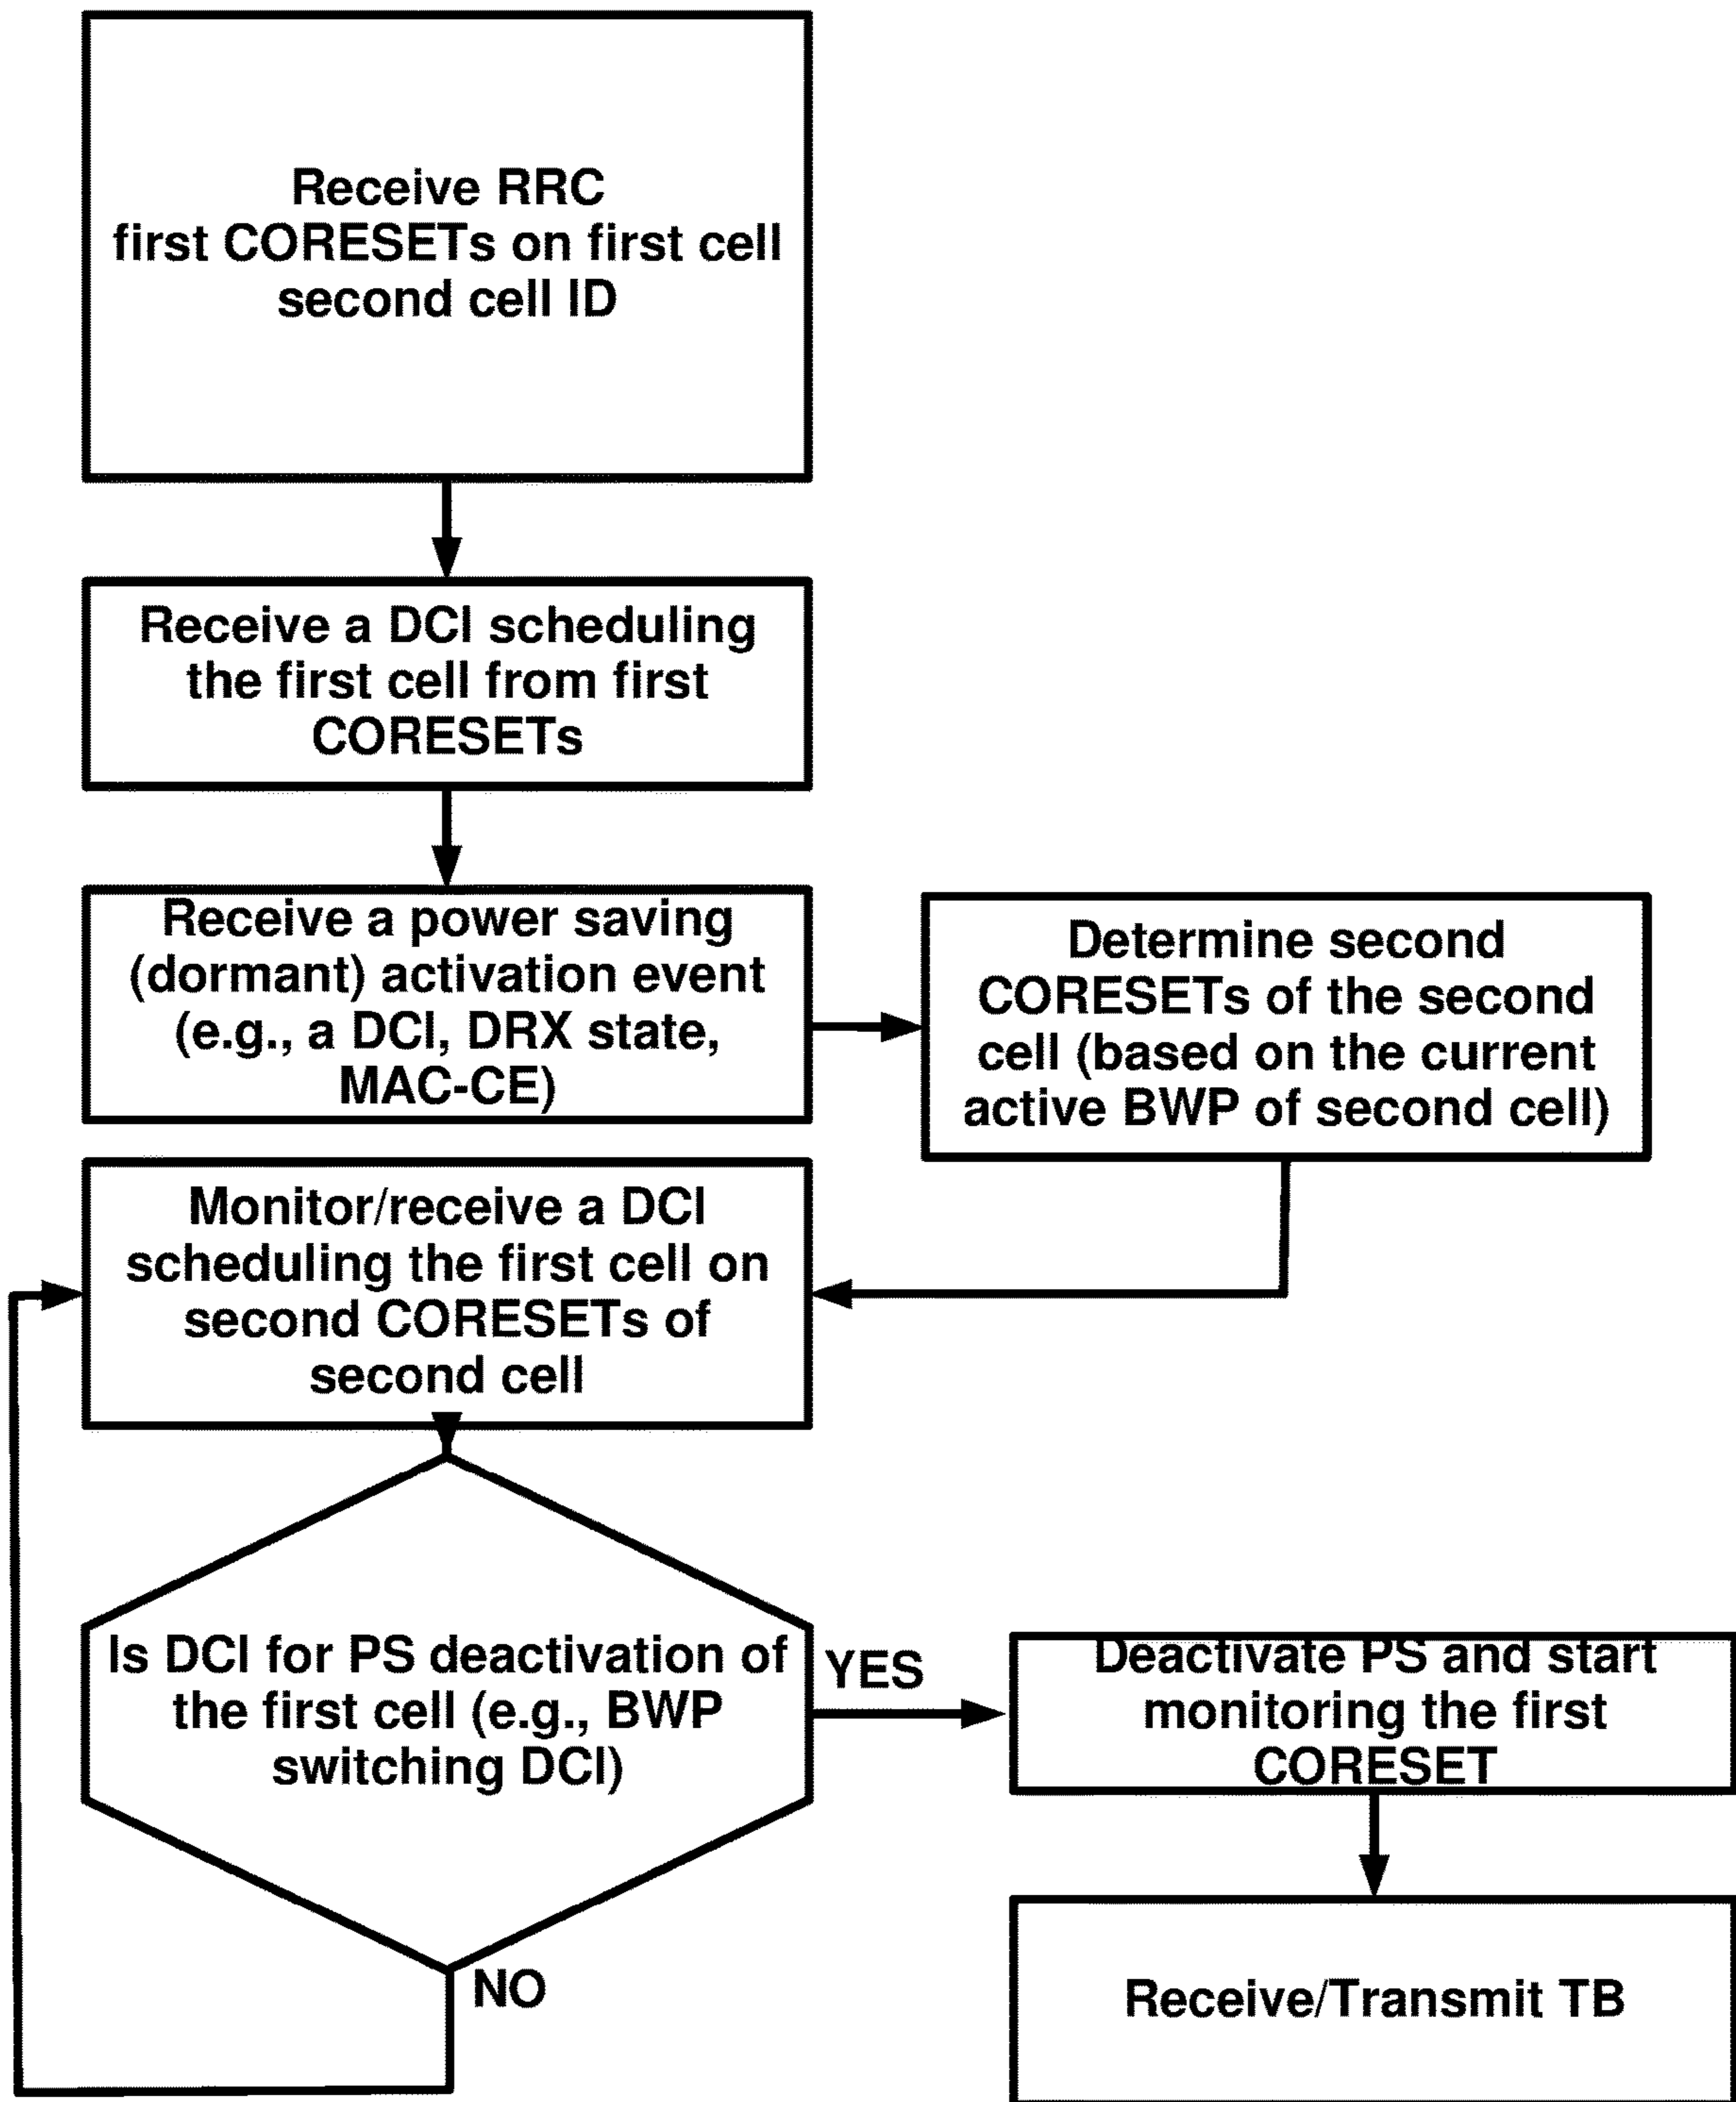 Receive RRC
first CORESETs on first cell
second cell ID
Receive a DCI scheduling
the first cell from first
CORESETs
Receive a power saving
(dormant) activation event
(e.g., a DCI, DRX state,
MAC-CE)
Determine second
CORESETs of the second
cell (based on the current
active BWP of second cell)
Monitor/receive a DCI
scheduling the first cell on
second CORESETs of
second cell
Is DCI for PS deactivation of
the first cell (e.g., BWP
switching DCI)
YES
Deactivate PS and start
monitoring the first
CORESET
NO
Receive/Transmit TB